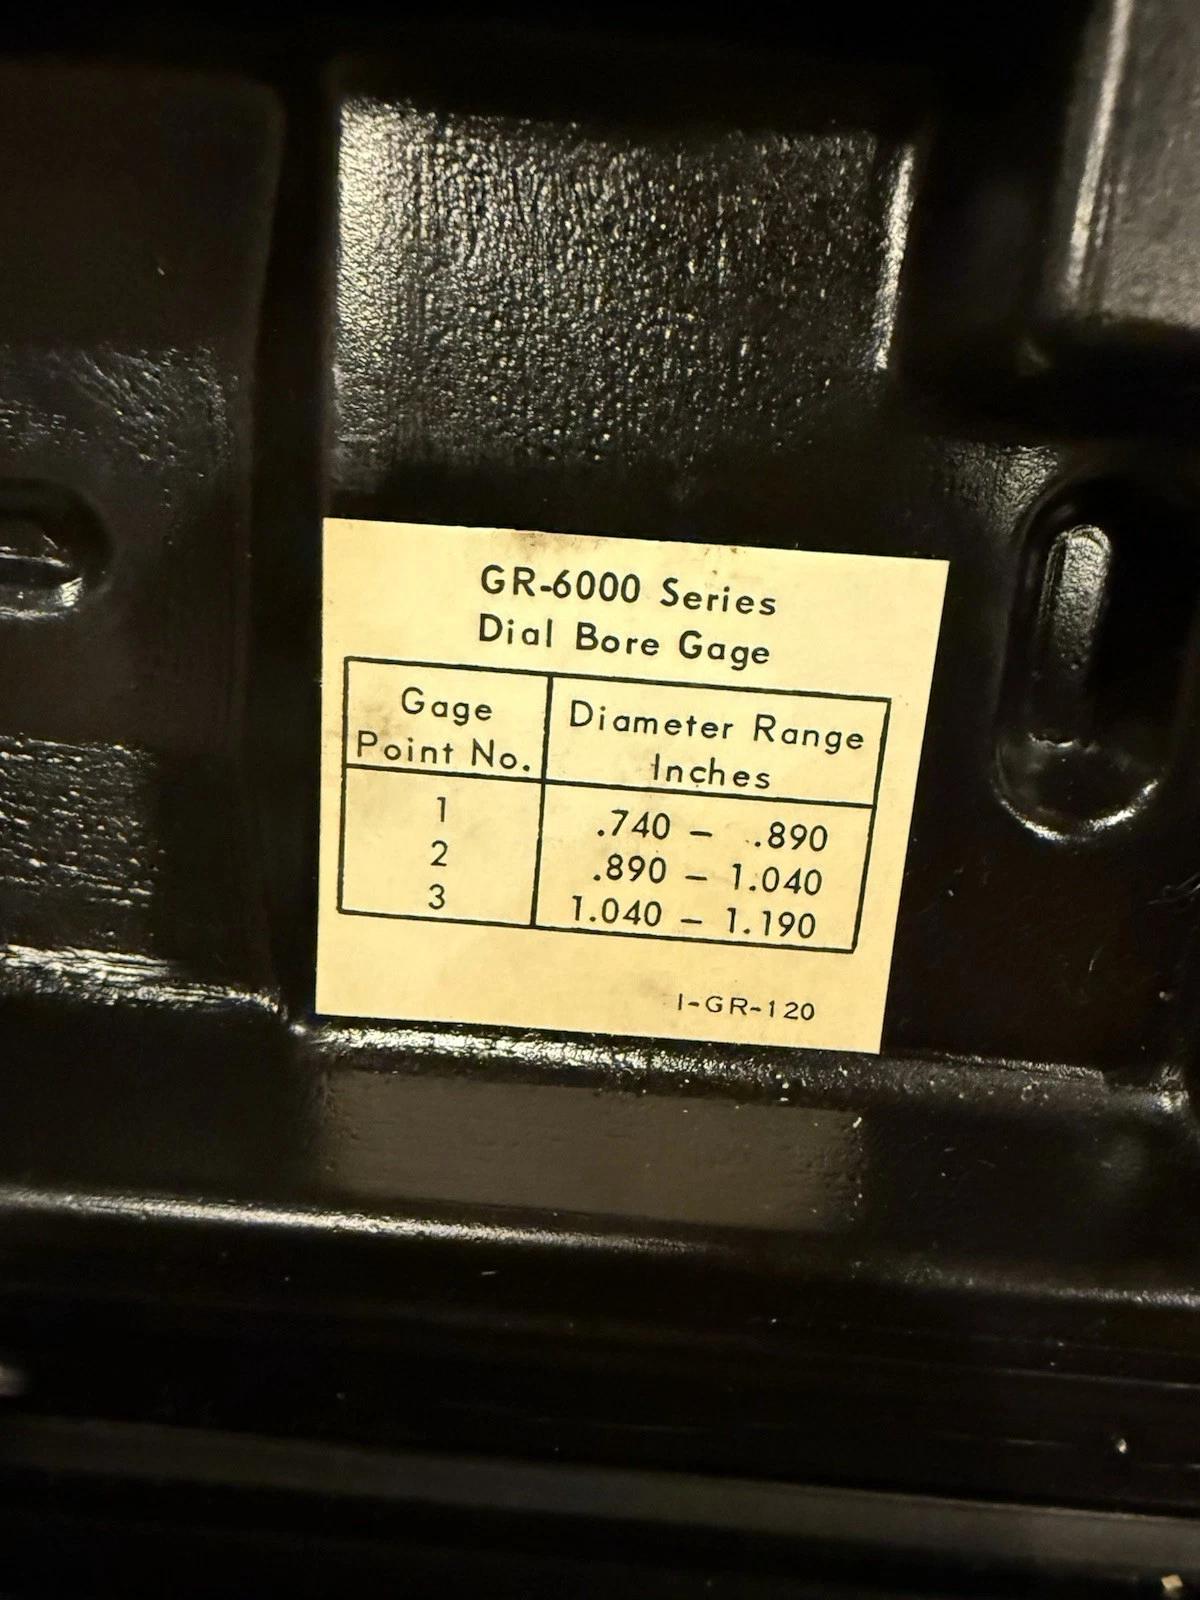 GR-6000 Series
Dial Bore Gage
Gage Point No.
Diameter Range Inches
1 .740 – .890
2 .890 – 1.040
3 1.040 – 1.190
I-GR-120